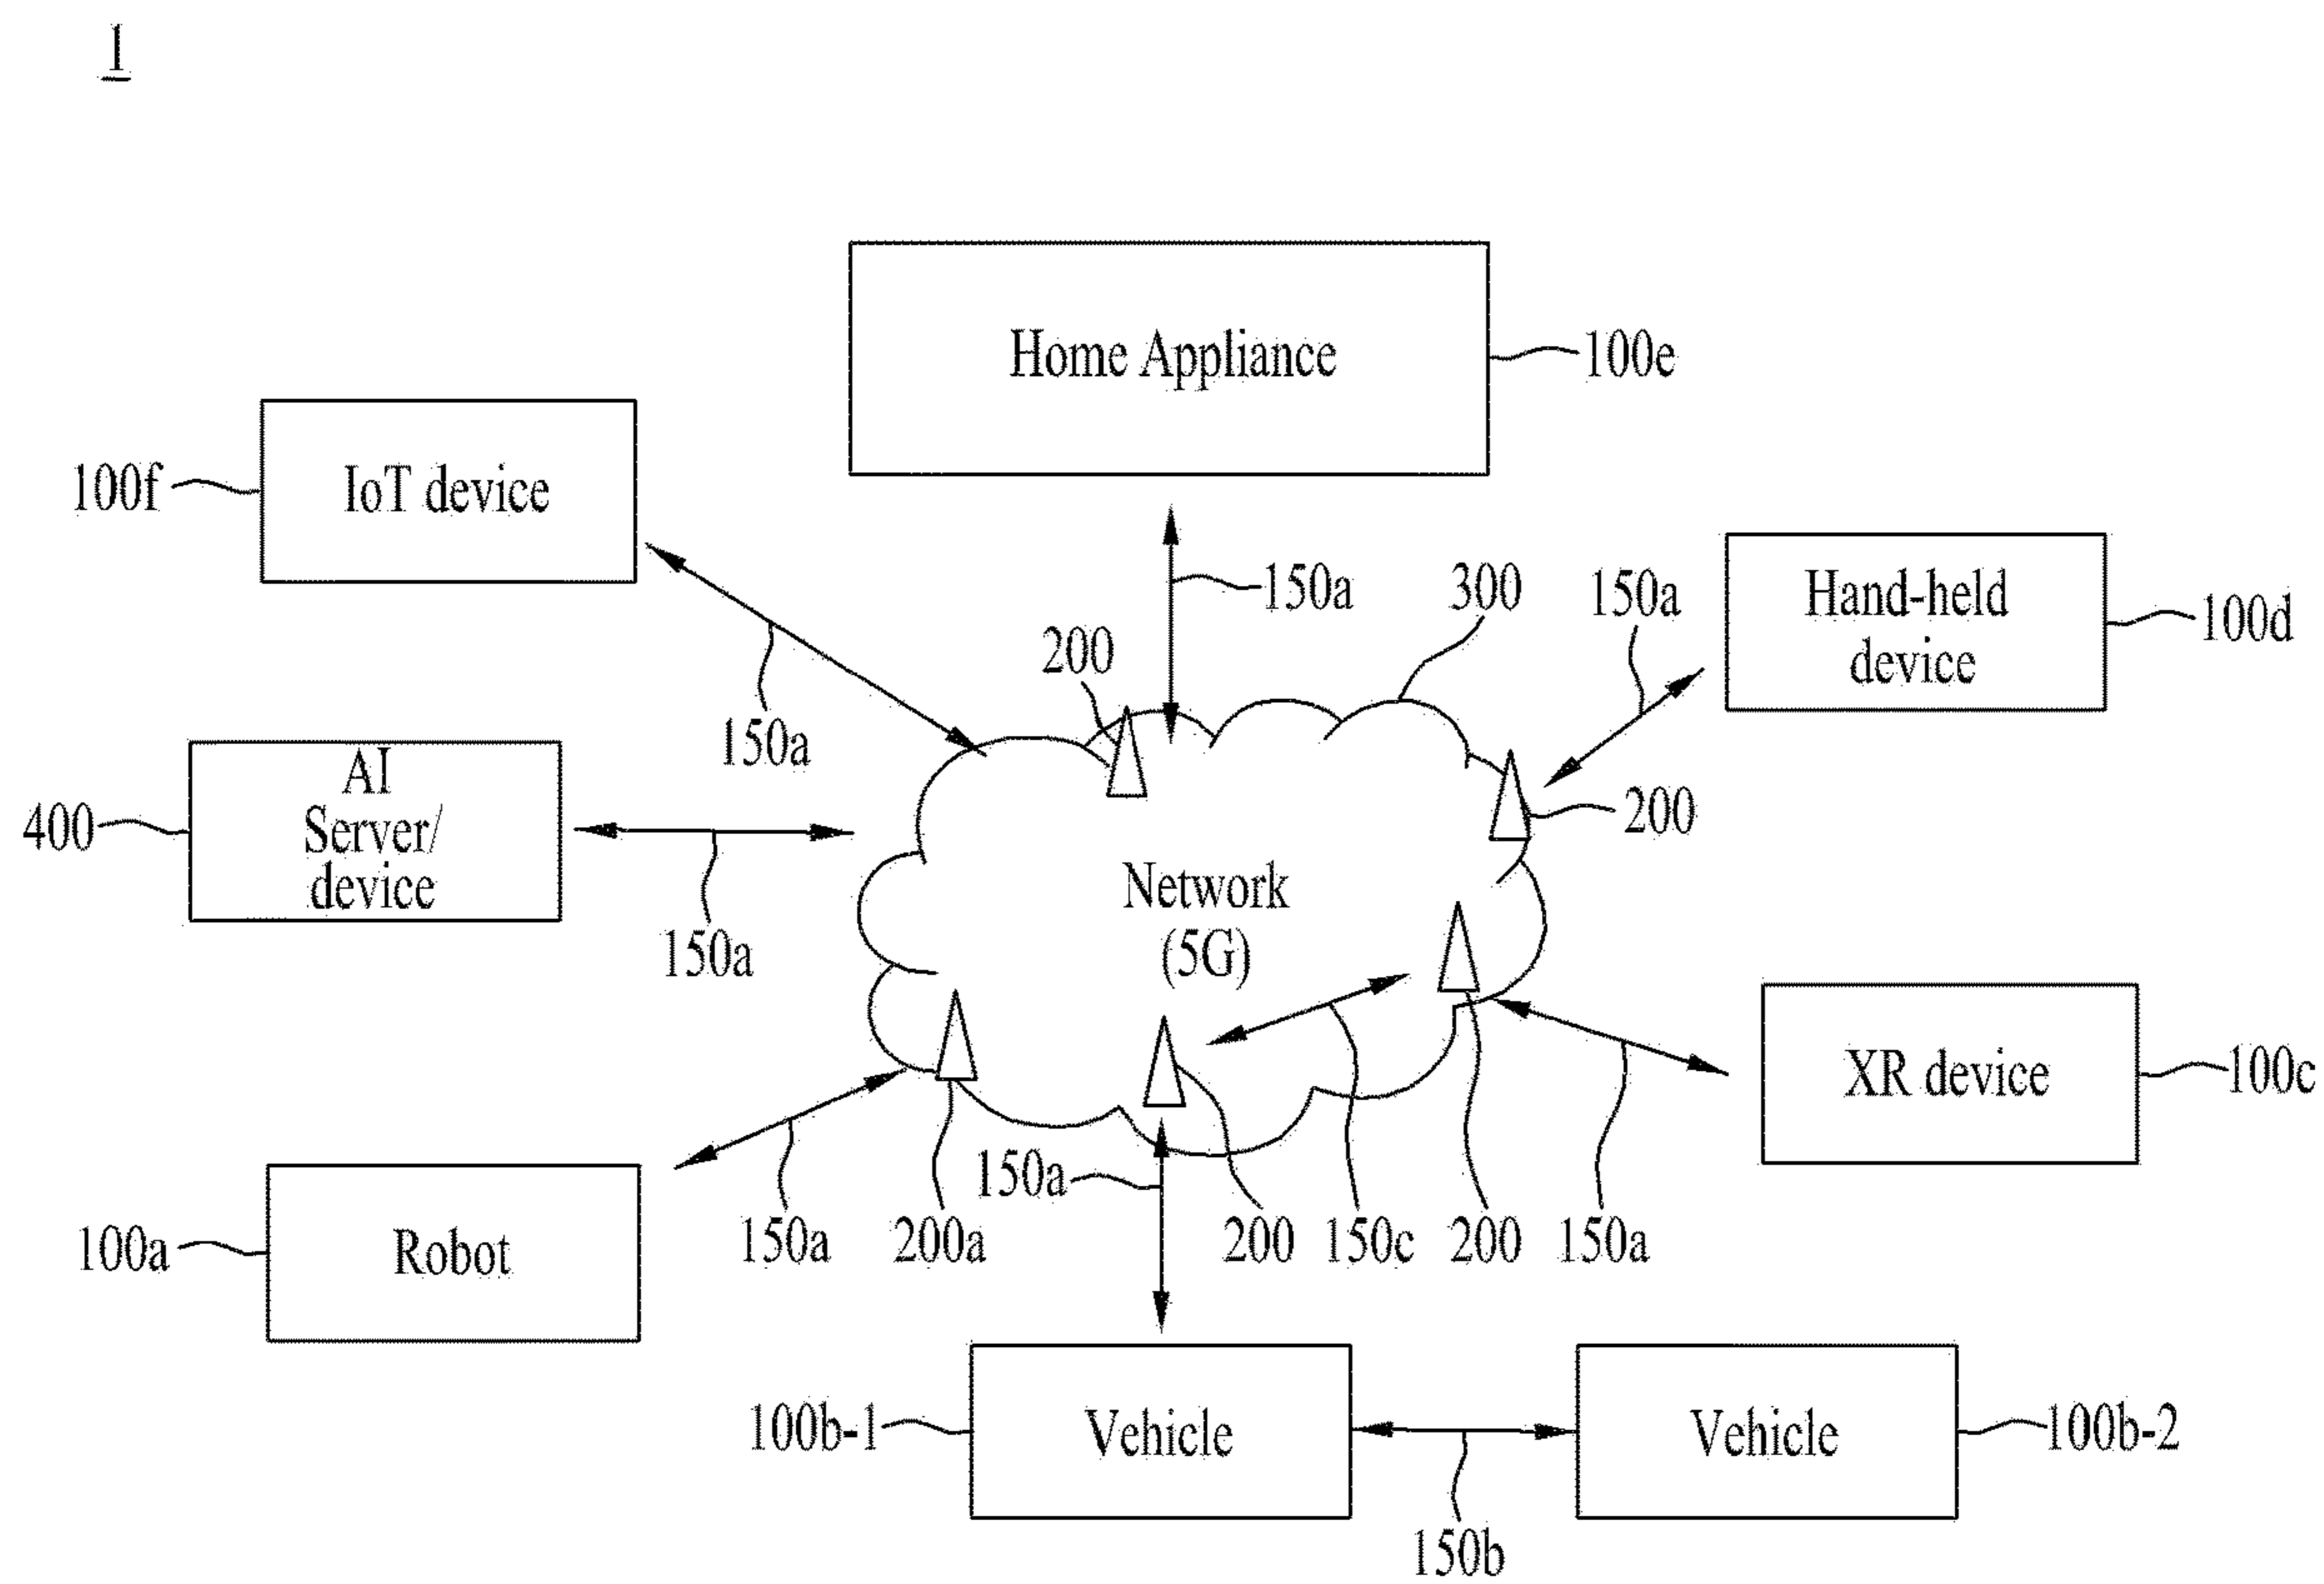 1
Home Appliance
100e
IoT device
100f
150a
300
150a
Hand-held
device
100d
200
150a
AI
Server/
device
400
200
150a
Network
(5G)
XR device
100c
150a
Robot
100a
150a
200a
200
150c
200
150a
100b-1
Vehicle
Vehicle
100b-2
150b